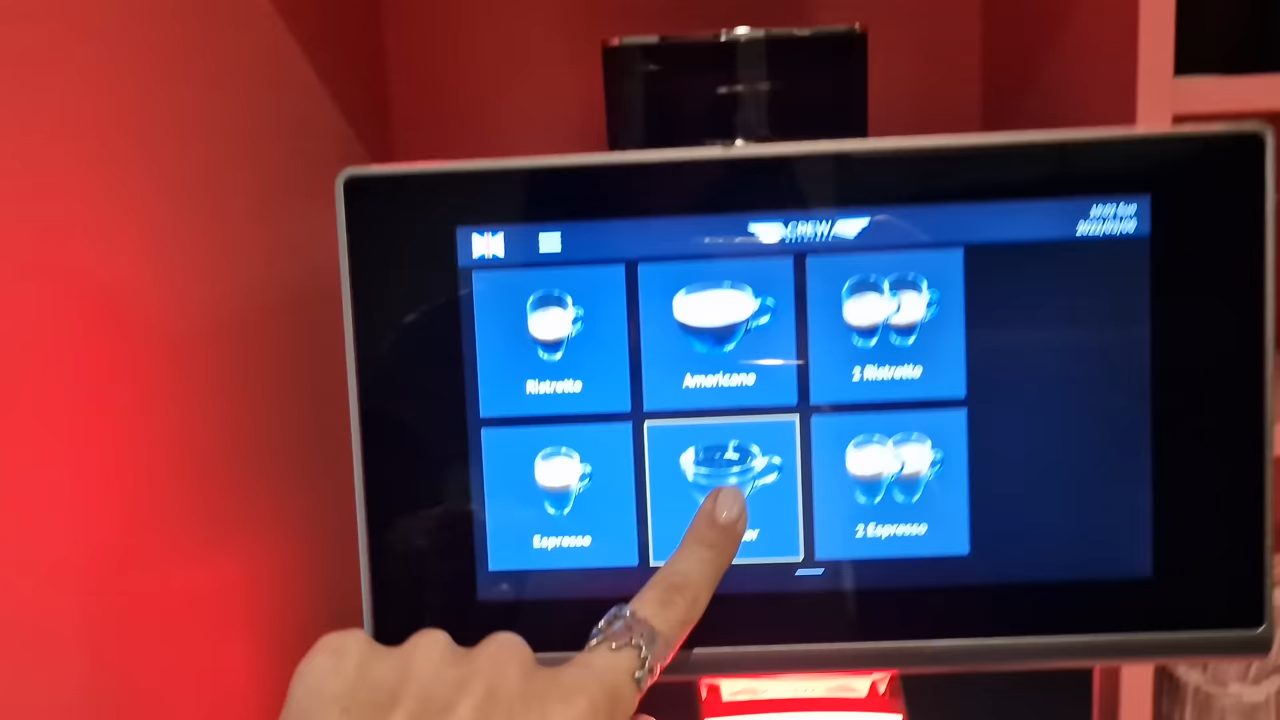 CREW
Ristretto
Americano
2 Ristretto
Espresso
2 Espresso